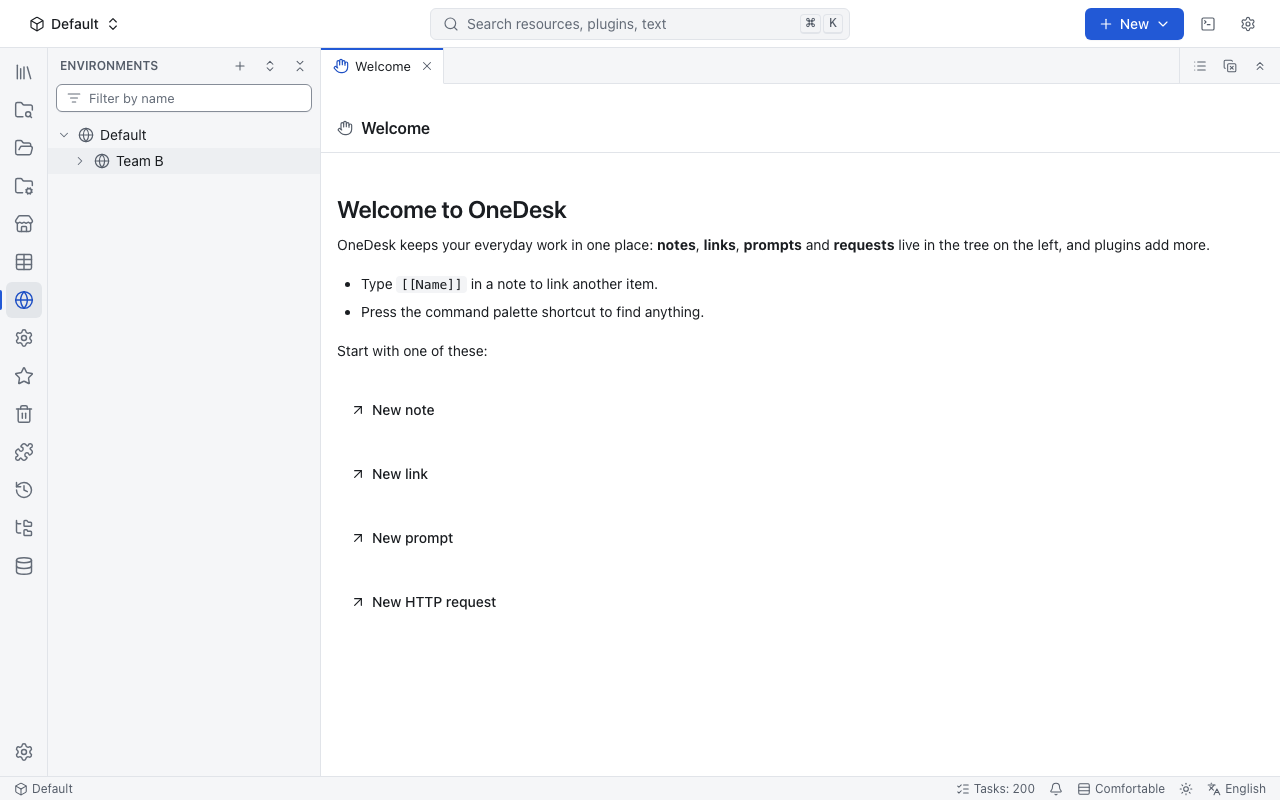 Default
Search resources, plugins, text
⌘ K
New
ENVIRONMENTS
Filter by name
Default
Team B
Welcome
Welcome
Welcome to OneDesk
OneDesk keeps your everyday work in one place: notes, links, prompts and requests live in the tree on the left, and plugins add more.
Type [[Name]] in a note to link another item.
Press the command palette shortcut to find anything.
Start with one of these:
New note
New link
New prompt
New HTTP request
Default
Tasks: 200
Comfortable
English